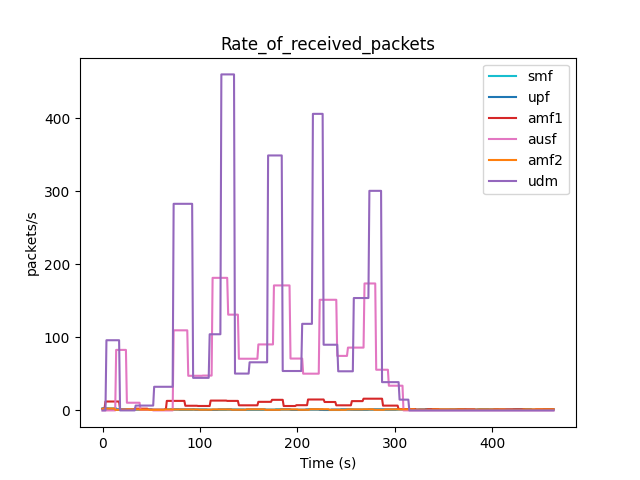 Rate_of_received_packets
packets/s
400
300
200
100
0
0 100 200 300 400
Time (s)
smf
upf
amf1
ausf
amf2
udm